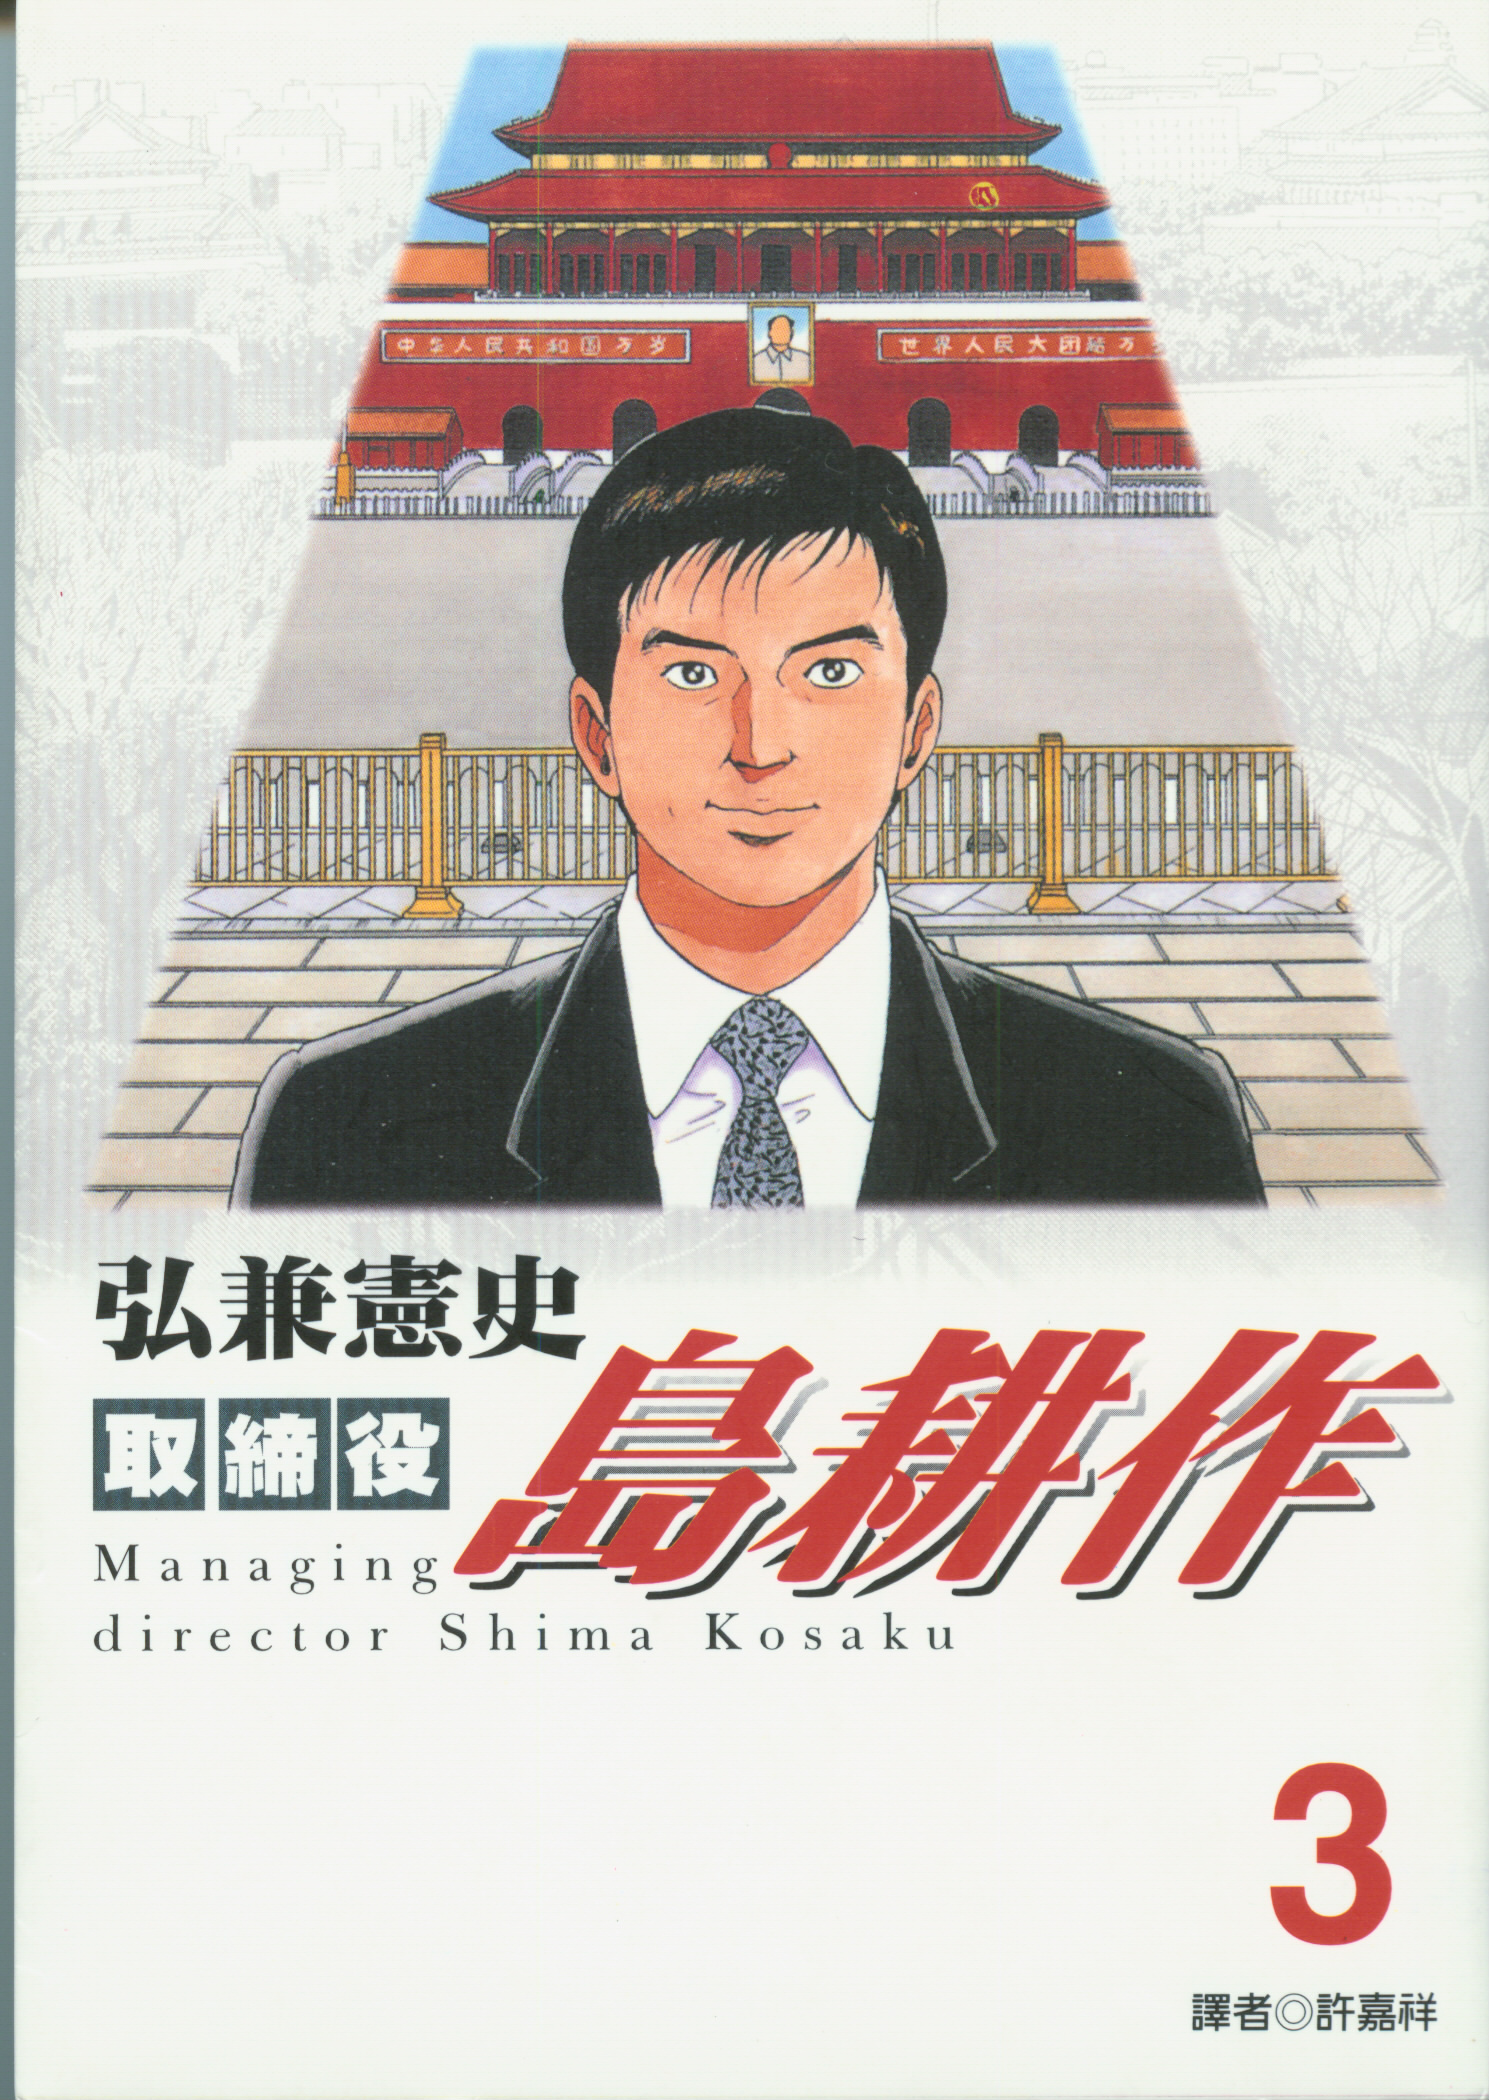 中华人民共和国万岁
世界人民大团结万
弘兼憲史
取締役
島耕作
Managing
director Shima Kosaku
3
譯者◎許嘉祥